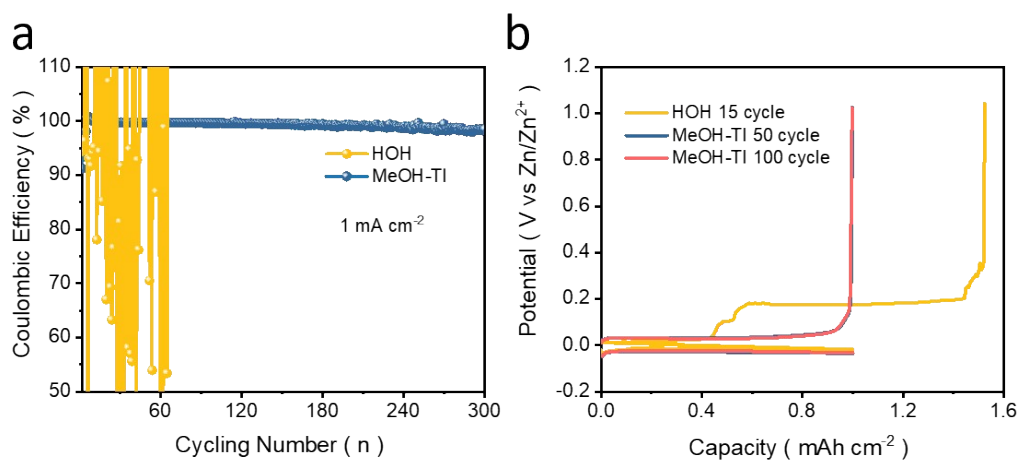 a
110
100
90
80
70
60
50
Coulombic Efficiency ( % )
HOH
MeOH-TI
1 mA cm⁻²
60
120
180
240
300
Cycling Number ( n )
b
1.2
1.0
0.8
0.6
0.4
0.2
0.0
-0.2
Potential ( V vs Zn/Zn²⁺ )
HOH 15 cycle
MeOH-TI 50 cycle
MeOH-TI 100 cycle
0.0
0.4
0.8
1.2
1.6
Capacity ( mAh cm⁻² )